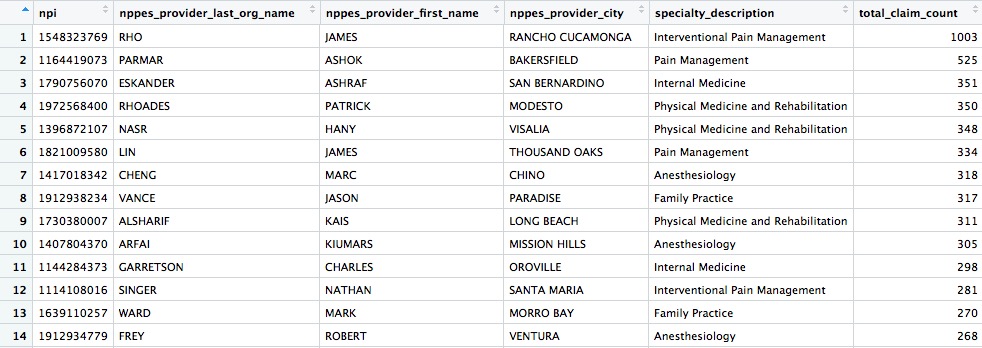 npi nppes_provider_last_org_name nppes_provider_first_name nppes_provider_city specialty_description total_claim_count
1 1548323769 RHO JAMES RANCHO CUCAMONGA Interventional Pain Management 1003
2 1164419073 PARMAR ASHOK BAKERSFIELD Pain Management 525
3 1790756070 ESKANDER ASHRAF SAN BERNARDINO Internal Medicine 351
4 1972568400 RHOADES PATRICK MODESTO Physical Medicine and Rehabilitation 350
5 1396872107 NASR HANY VISALIA Physical Medicine and Rehabilitation 348
6 1821009580 LIN JAMES THOUSAND OAKS Pain Management 334
7 1417018342 CHENG MARC CHINO Anesthesiology 318
8 1912938234 VANCE JASON PARADISE Family Practice 317
9 1730380007 ALSHARIF KAIS LONG BEACH Physical Medicine and Rehabilitation 311
10 1407804370 ARFAI KIUMARS MISSION HILLS Anesthesiology 305
11 1144284373 GARRETSON CHARLES OROVILLE Internal Medicine 298
12 1114108016 SINGER NATHAN SANTA MARIA Interventional Pain Management 281
13 1639110257 WARD MARK MORRO BAY Family Practice 270
14 1912934779 FREY ROBERT VENTURA Anesthesiology 268